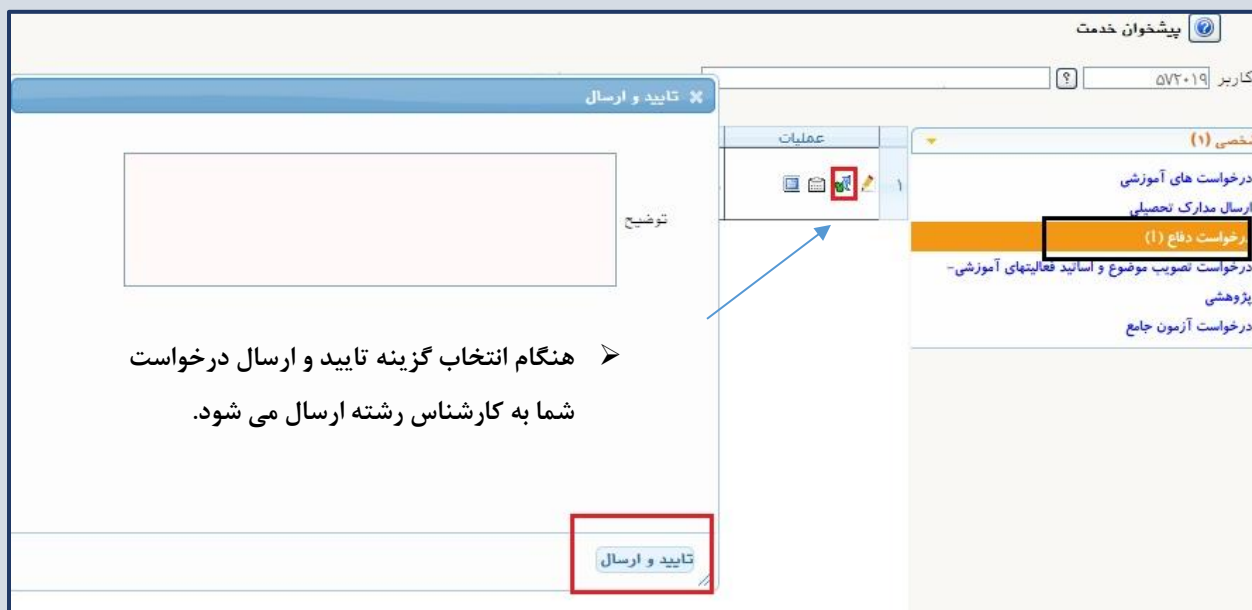 پیشخوان خدمت
کاربر ۵۷۲۰۱۹
تایید و ارسال
عملیات
۱
توضیح
شخصی (۱)
درخواست های آموزشی
ارسال مدارک تحصیلی
درخواست دفاع (۱)
درخواست تصویب موضوع و اساتید فعالیتهای آموزشی-
پژوهشی
درخواست آزمون جامع
هنگام انتخاب گزینه تایید و ارسال درخواست
شما به کارشناس رشته ارسال می شود.
تایید و ارسال